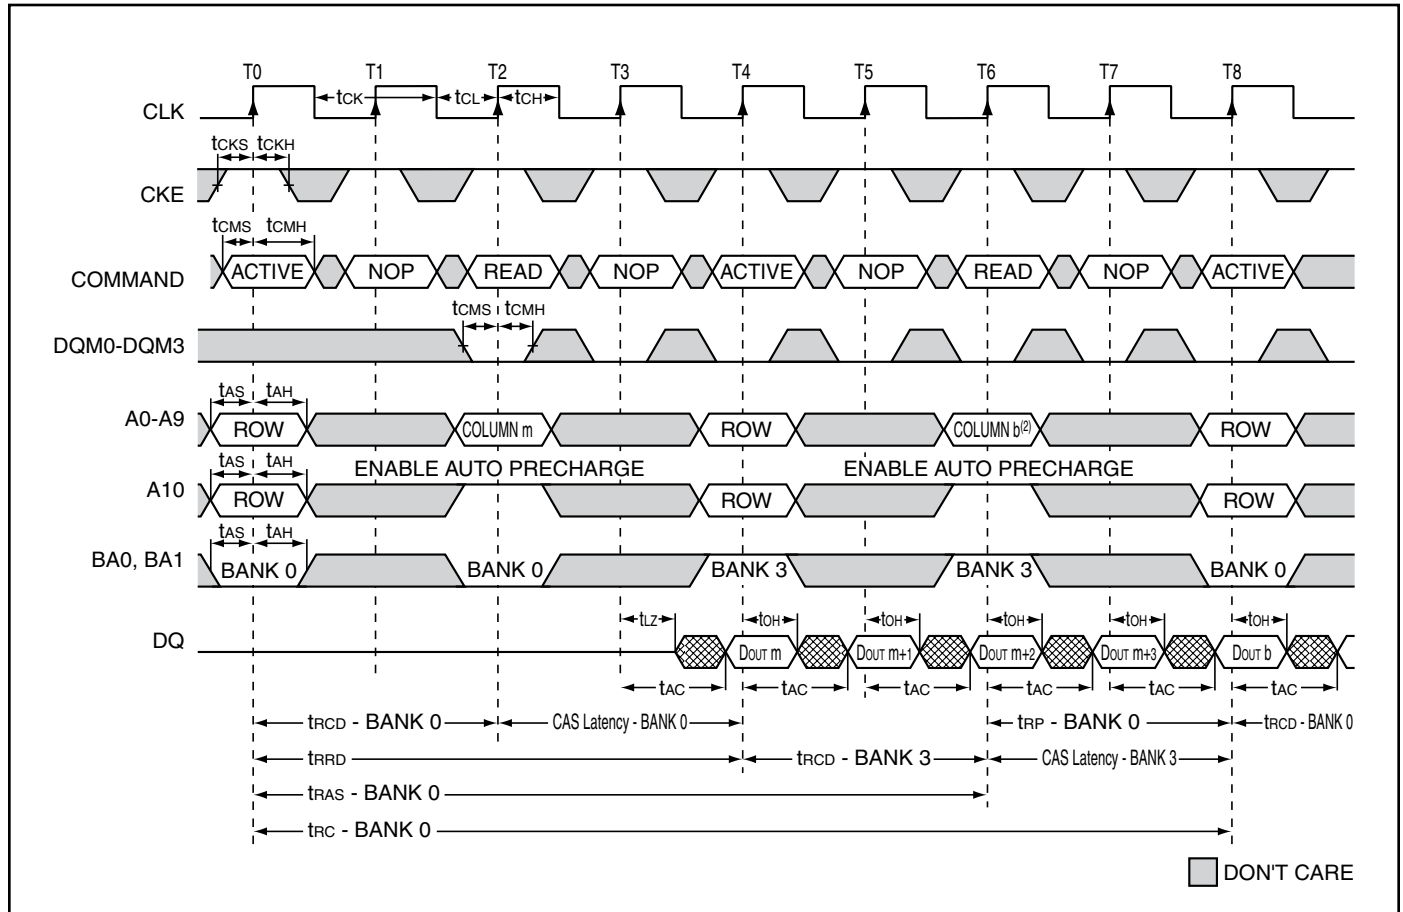 T0 T1 T2 T3 T4 T5 T6 T7 T8
CLK tCK tCL tCH
tCKS tCKH
CKE
tCMS tCMH
COMMAND ACTIVE NOP READ NOP ACTIVE NOP READ NOP ACTIVE
tCMS tCMH
DQM0-DQM3
tAS tAH
A0-A9 ROW COLUMN m ROW COLUMN b(2) ROW
tAS tAH ENABLE AUTO PRECHARGE ENABLE AUTO PRECHARGE
A10 ROW ROW ROW
tAS tAH
BA0, BA1 BANK 0 BANK 0 BANK 3 BANK 3 BANK 0
tLZ tOH tOH tOH tOH tOH
DQ DOUT m DOUT m+1 DOUT m+2 DOUT m+3 DOUT b
tAC tAC tAC tAC tAC tAC
tRCD - BANK 0 CAS Latency - BANK 0 tRP - BANK 0 tRCD - BANK 0
tRRD tRCD - BANK 3 CAS Latency - BANK 3
tRAS - BANK 0
tRC - BANK 0
DON'T CARE